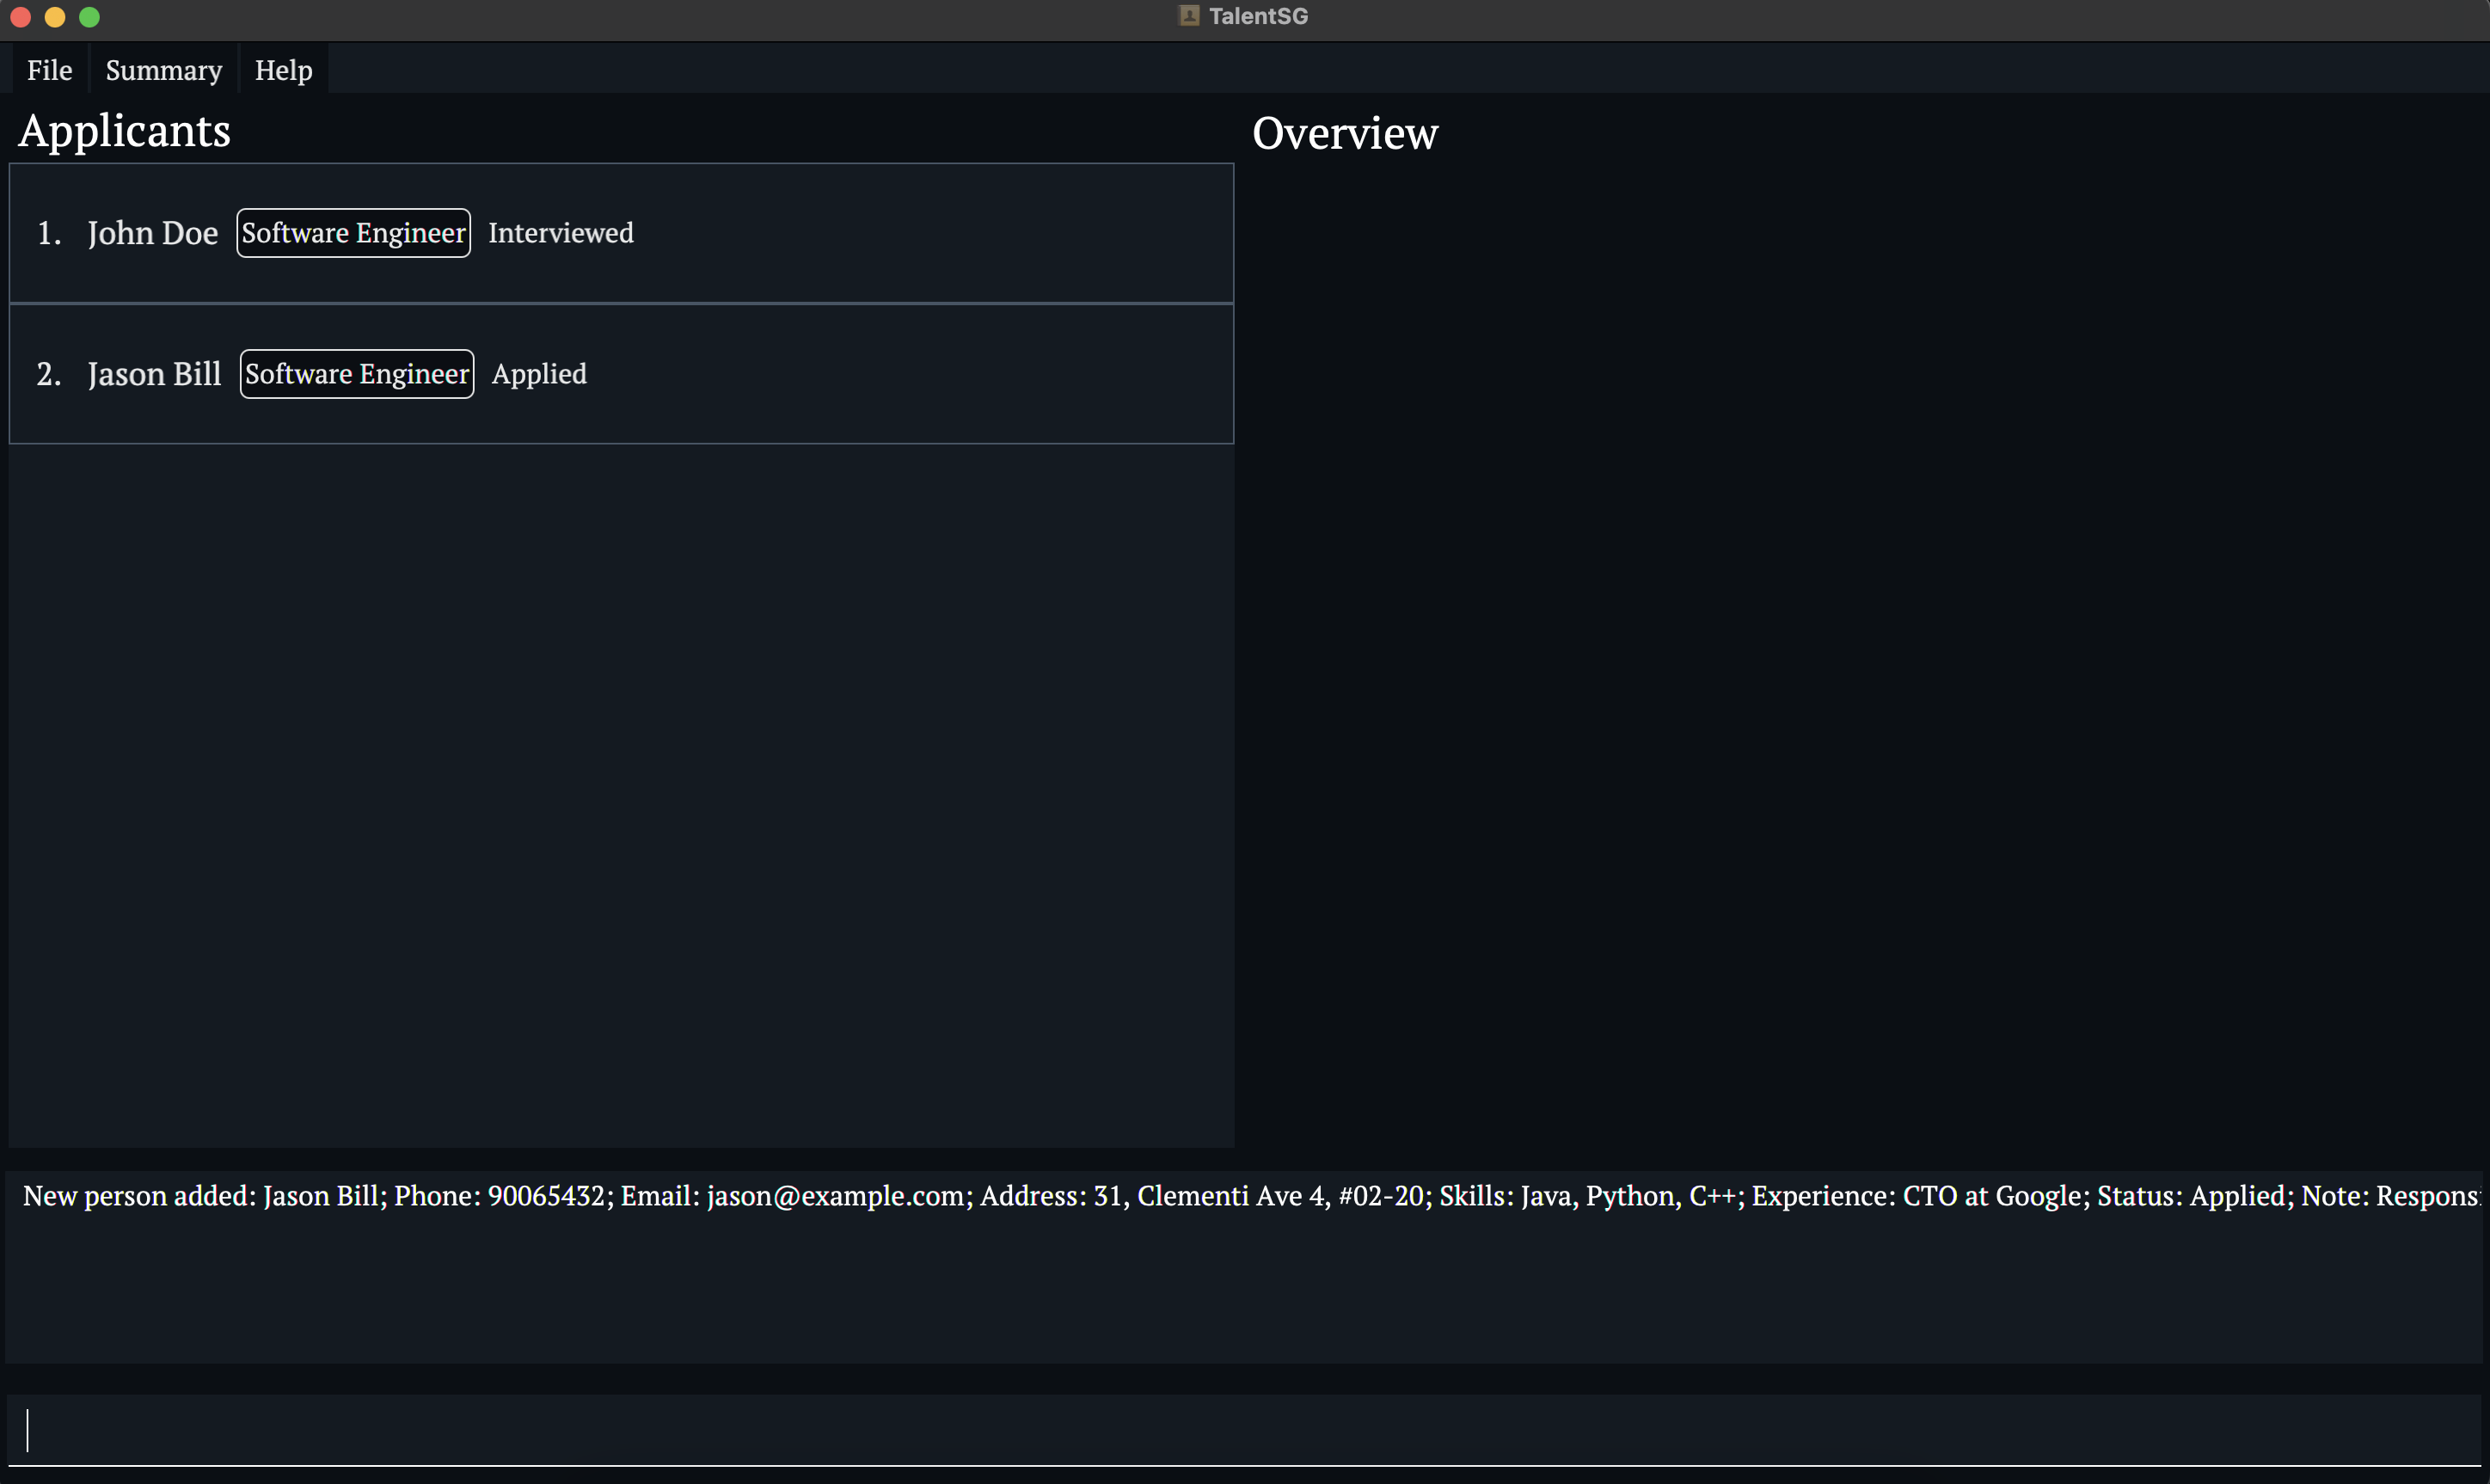 TalentSG
File Summary Help
Applicants
Overview
1. John Doe Software Engineer Interviewed
2. Jason Bill Software Engineer Applied
New person added: Jason Bill; Phone: 90065432; Email: jason@example.com; Address: 31, Clementi Ave 4, #02-20; Skills: Java, Python, C++; Experience: CTO at Google; Status: Applied; Note: